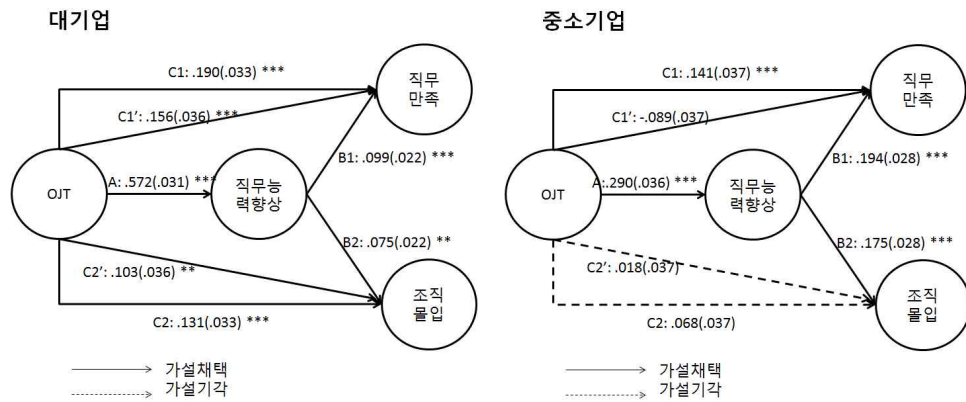 대기업
C1: .190(.033) ***
직무
만족
C1’: .156(.036) ***
B1: .099(.022) ***
OJT
A: .572(.031) ***
직무능
력향상
B2: .075(.022) **
C2’: .103(.036) **
조직
몰입
C2: .131(.033) ***
가설채택
가설기각
중소기업
C1: .141(.037) ***
직무
만족
C1’: -.089(.037)
B1: .194(.028) ***
OJT
A:.290(.036) ***
직무능
력향상
B2: .175(.028) ***
C2’: .018(.037)
조직
몰입
C2: .068(.037)
가설채택
가설기각